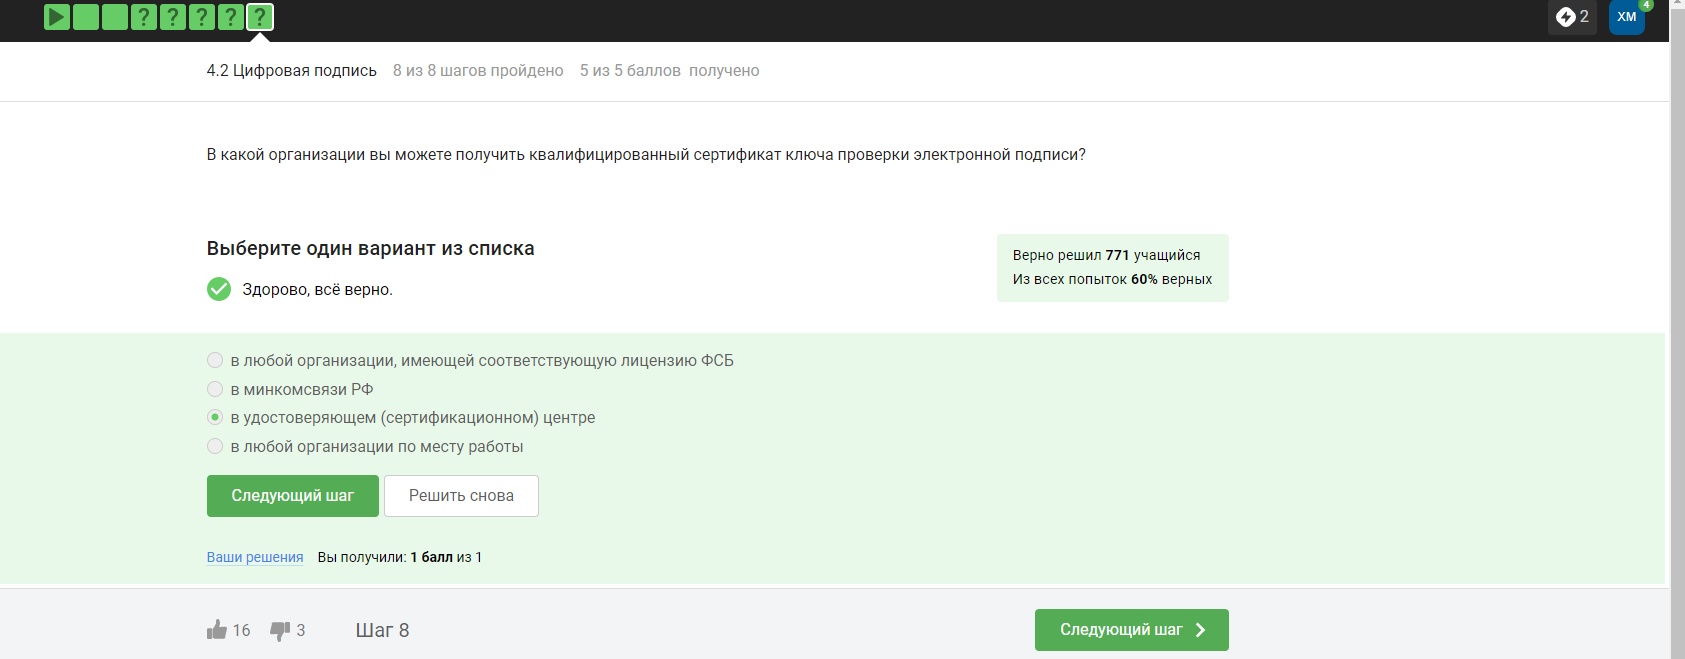 ? ? ? ? ?
2
ХМ
4
4.2 Цифровая подпись 8 из 8 шагов пройдено 5 из 5 баллов получено
В какой организации вы можете получить квалифицированный сертификат ключа проверки электронной подписи?
Выберите один вариант из списка
Здорово, всё верно.
Верно решил 771 учащийся
Из всех попыток 60% верных
в любой организации, имеющей соответствующую лицензию ФСБ
в минкомсвязи РФ
в удостоверяющем (сертификационном) центре
в любой организации по месту работы
Следующий шаг
Решить снова
Ваши решения Вы получили: 1 балл из 1
16 3 Шаг 8
Следующий шаг